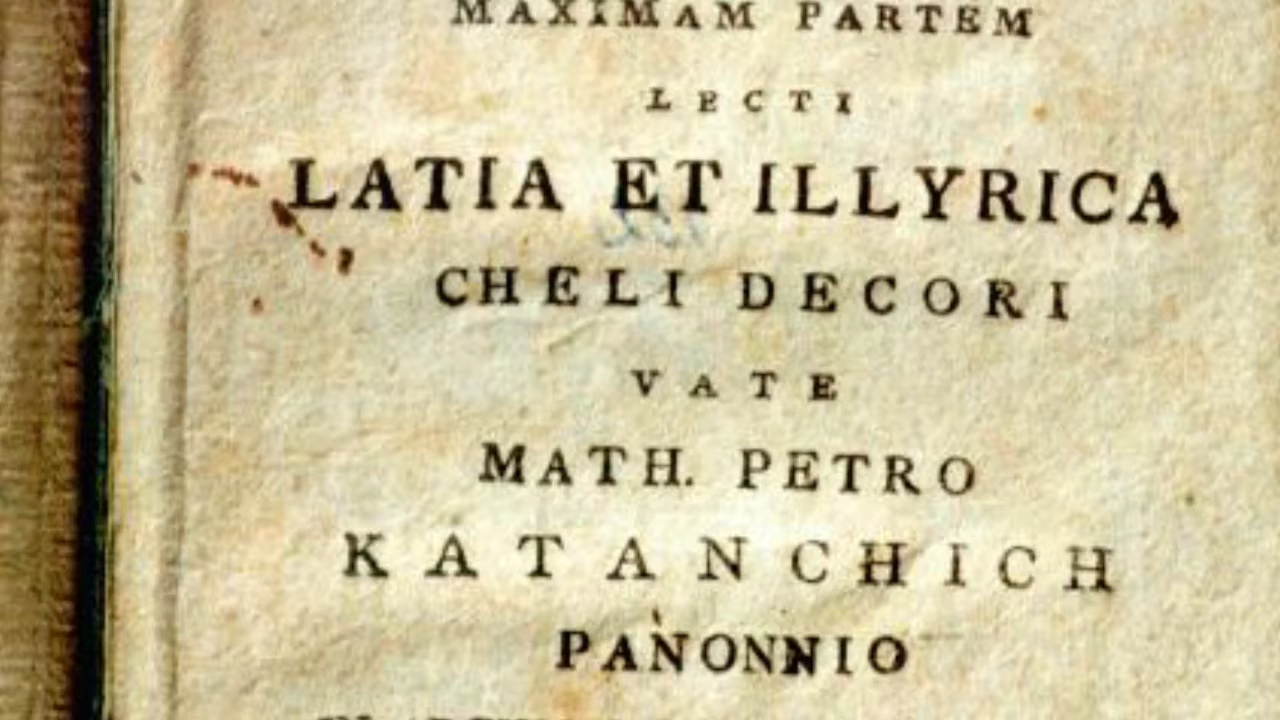 MAXIMAM PARTEM
LECTI
LATIA ET ILLYRICA
CHELI DECORI
VATE
MATH. PETRO
KATANCHICH
PANONNIO